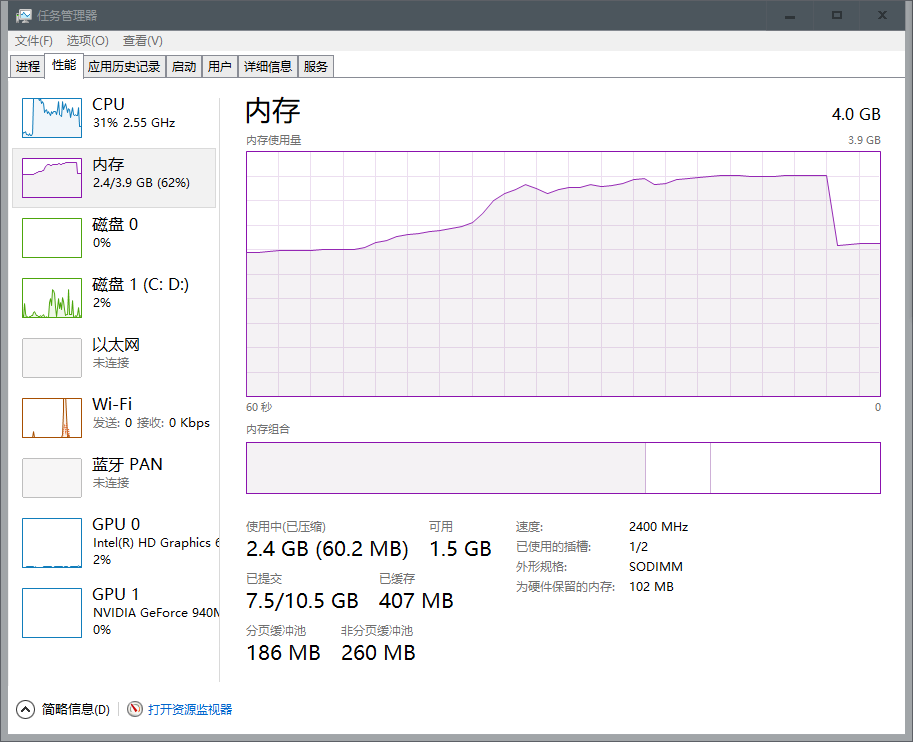 任务管理器
文件(F) 选项(O) 查看(V)
进程 性能 应用历史记录 启动 用户 详细信息 服务
CPU
31% 2.55 GHz
内存
2.4/3.9 GB (62%)
磁盘 0
0%
磁盘 1 (C: D:)
2%
以太网
未连接
Wi-Fi
发送: 0 接收: 0 Kbps
蓝牙 PAN
未连接
GPU 0
Intel(R) HD Graphics 6
2%
GPU 1
NVIDIA GeForce 940M
0%
内存
4.0 GB
内存使用量
3.9 GB
60 秒
0
内存组合
使用中(已压缩)
2.4 GB (60.2 MB)
可用
1.5 GB
已提交
7.5/10.5 GB
已缓存
407 MB
分页缓冲池
186 MB
非分页缓冲池
260 MB
速度: 2400 MHz
已使用的插槽: 1/2
外形规格: SODIMM
为硬件保留的内存: 102 MB
简略信息(D)
打开资源监视器